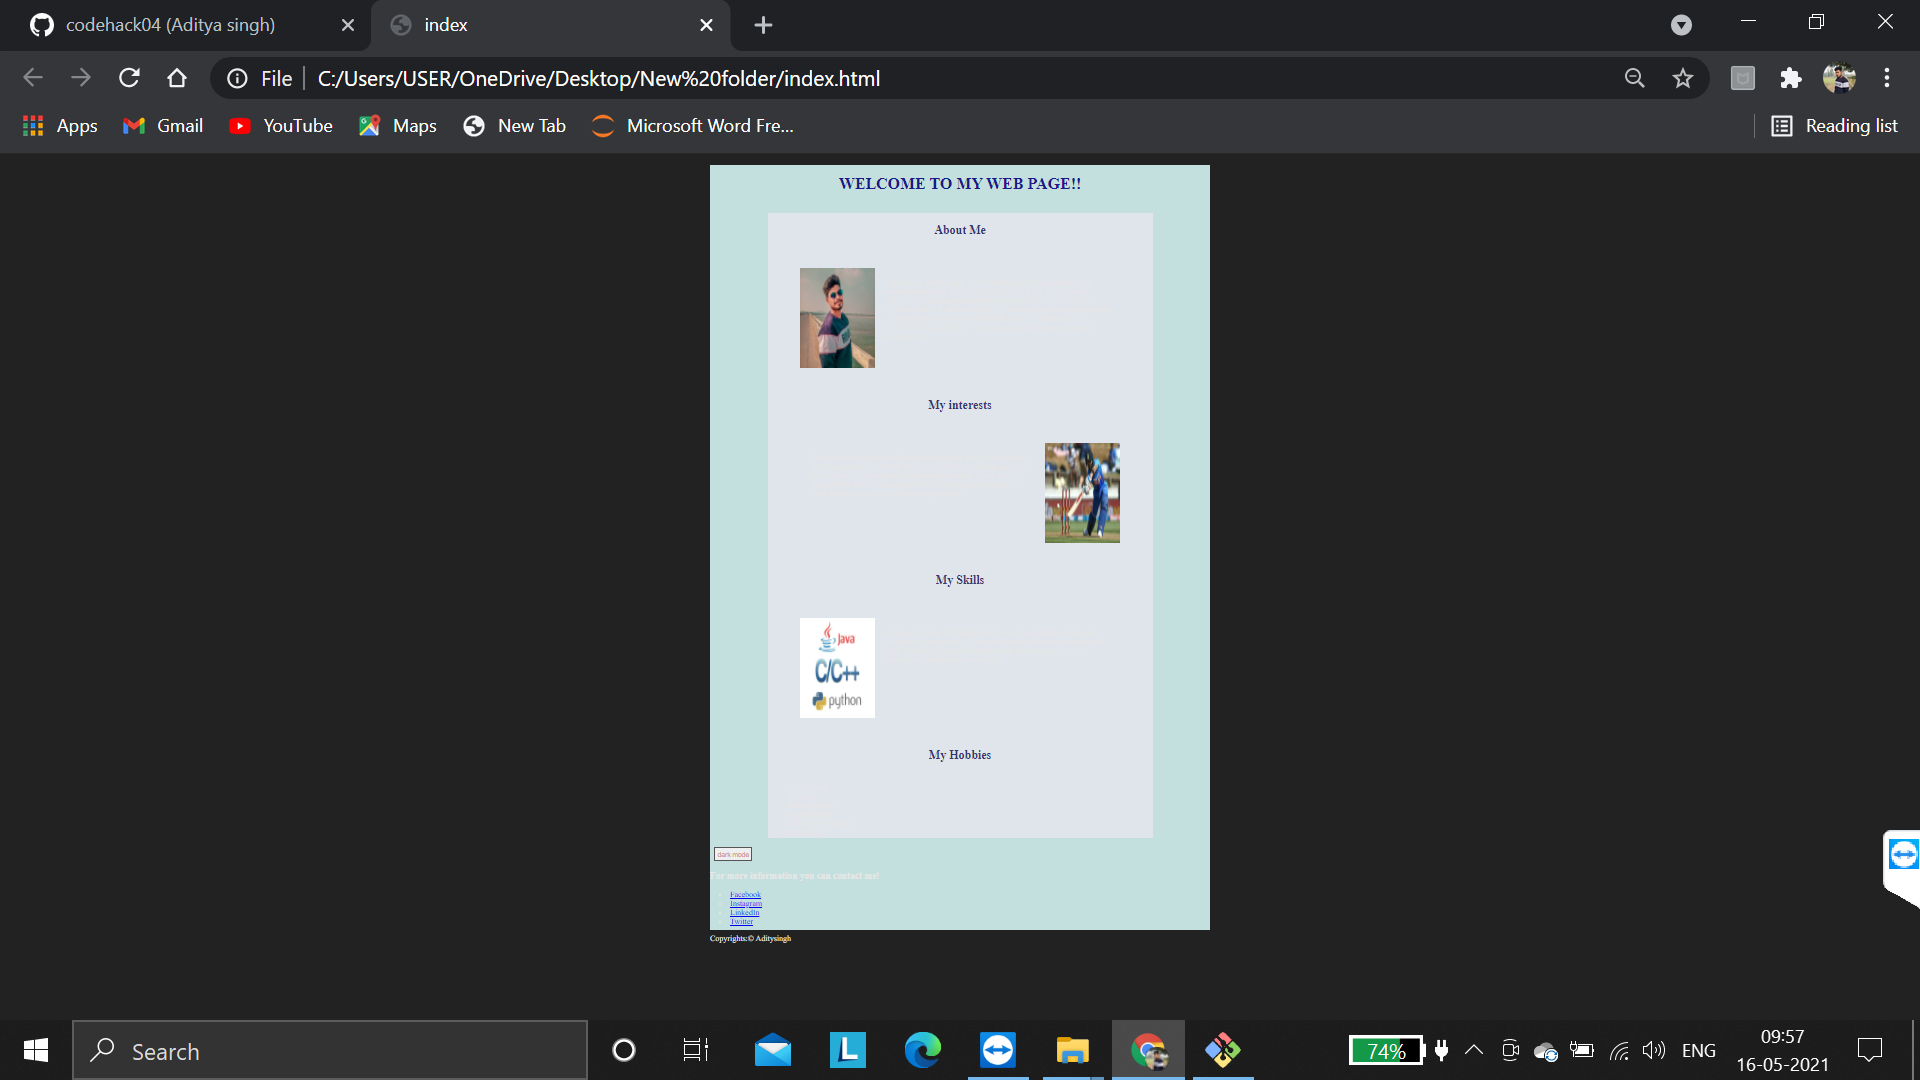 codehack04 (Aditya singh)
index
File
C:/Users/USER/OneDrive/Desktop/New%20folder/index.html
Apps
Gmail
YouTube
Maps
New Tab
Microsoft Word Fre...
Reading list
WELCOME TO MY WEB PAGE!!
About Me
My interests
My Skills
Java
C/C++
python
My Hobbies
dark mode
For more information you can contact me!
Facebook
Instagram
LinkedIn
Twitter
Copyrights:© Aditysingh
Search
L
74%
ENG
09:57
16-05-2021